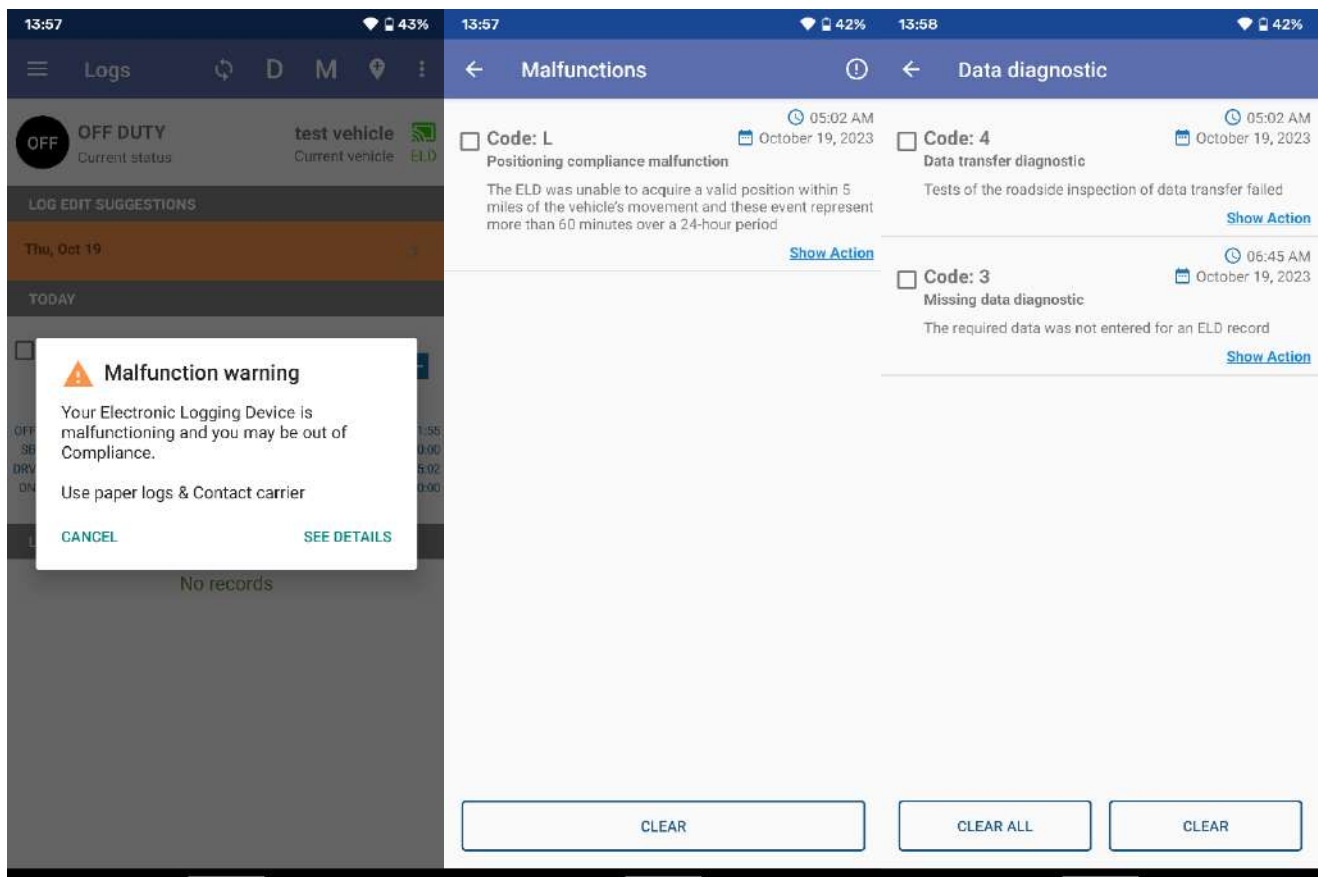 13:57
43%
Logs
D M
OFF
OFF DUTY
Current status
test vehicle
Current vehicle
ELD
LOG EDIT SUGGESTIONS
Thu, Oct 19
TODAY
Malfunction warning
Your Electronic Logging Device is
malfunctioning and you may be out of
Compliance.
Use paper logs & Contact carrier
CANCEL
SEE DETAILS
No records
13:57
42%
Malfunctions
05:02 AM
Code: L
October 19, 2023
Positioning compliance malfunction
The ELD was unable to acquire a valid position within 5
miles of the vehicle's movement and these event represent
more than 60 minutes over a 24-hour period
Show Action
CLEAR
13:58
42%
Data diagnostic
05:02 AM
Code: 4
October 19, 2023
Data transfer diagnostic
Tests of the roadside inspection of data transfer failed
Show Action
06:45 AM
Code: 3
October 19, 2023
Missing data diagnostic
The required data was not entered for an ELD record
Show Action
CLEAR ALL
CLEAR